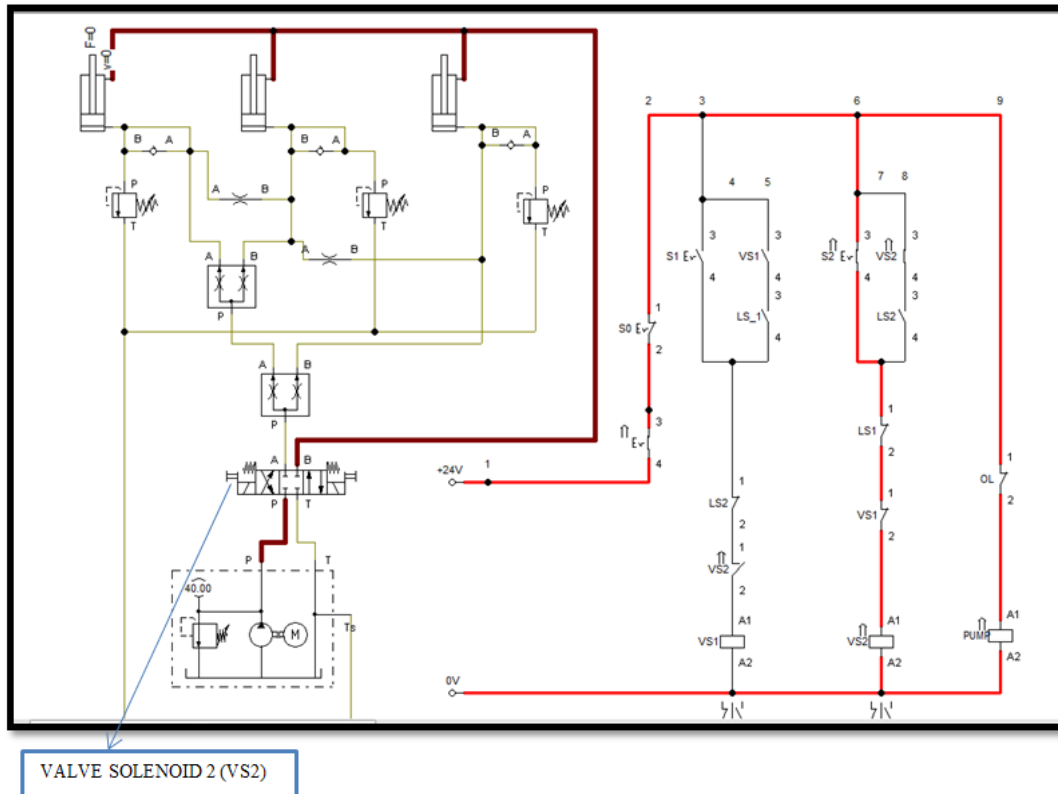 F=0
v=0
B A
B A
B A
P
T
A B
P
T
P
T
A B
A B
P
A B
P
A B
P T
P T
40.00
M
Ts
2 3 6 9
4 5 7 8
3 3 3 3
S1 VS1 S2 VS2
4 4 4 4
3 3
LS_1 LS2
4 4
1
S0
2
3
4
+24V 1
1
LS1
2
1
OL
2
1
LS2
2
1
VS1
2
1
VS2
2
A1 A1 A1
VS1 VS2 PUMP
A2 A2 A2
0V
VALVE SOLENOID 2 (VS2)